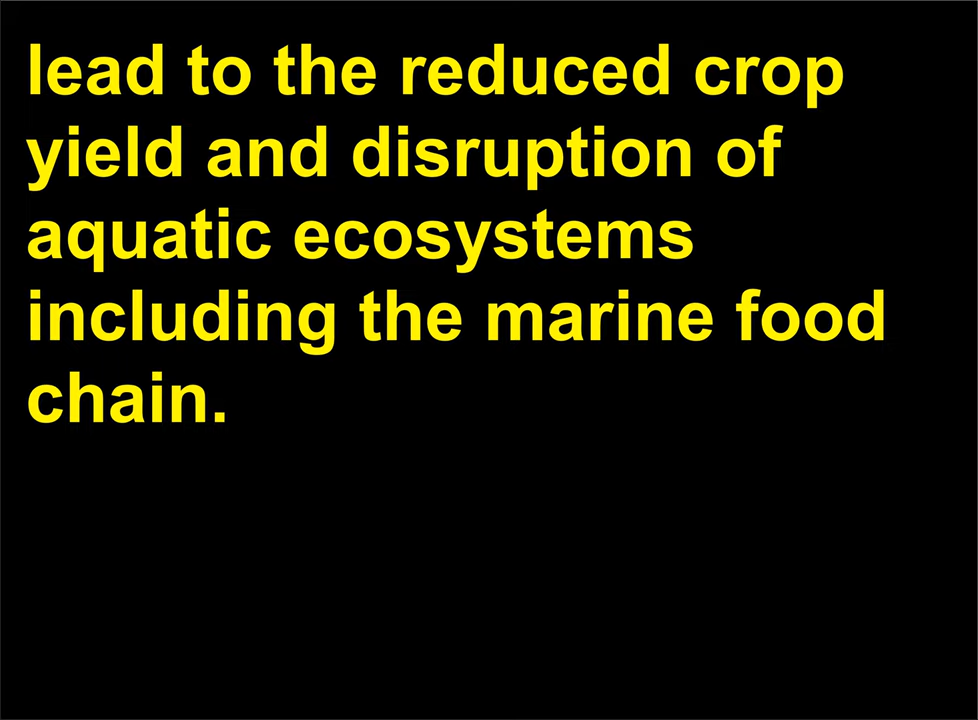 lead to the reduced crop
yield and disruption of
aquatic ecosystems
including the marine food
chain.